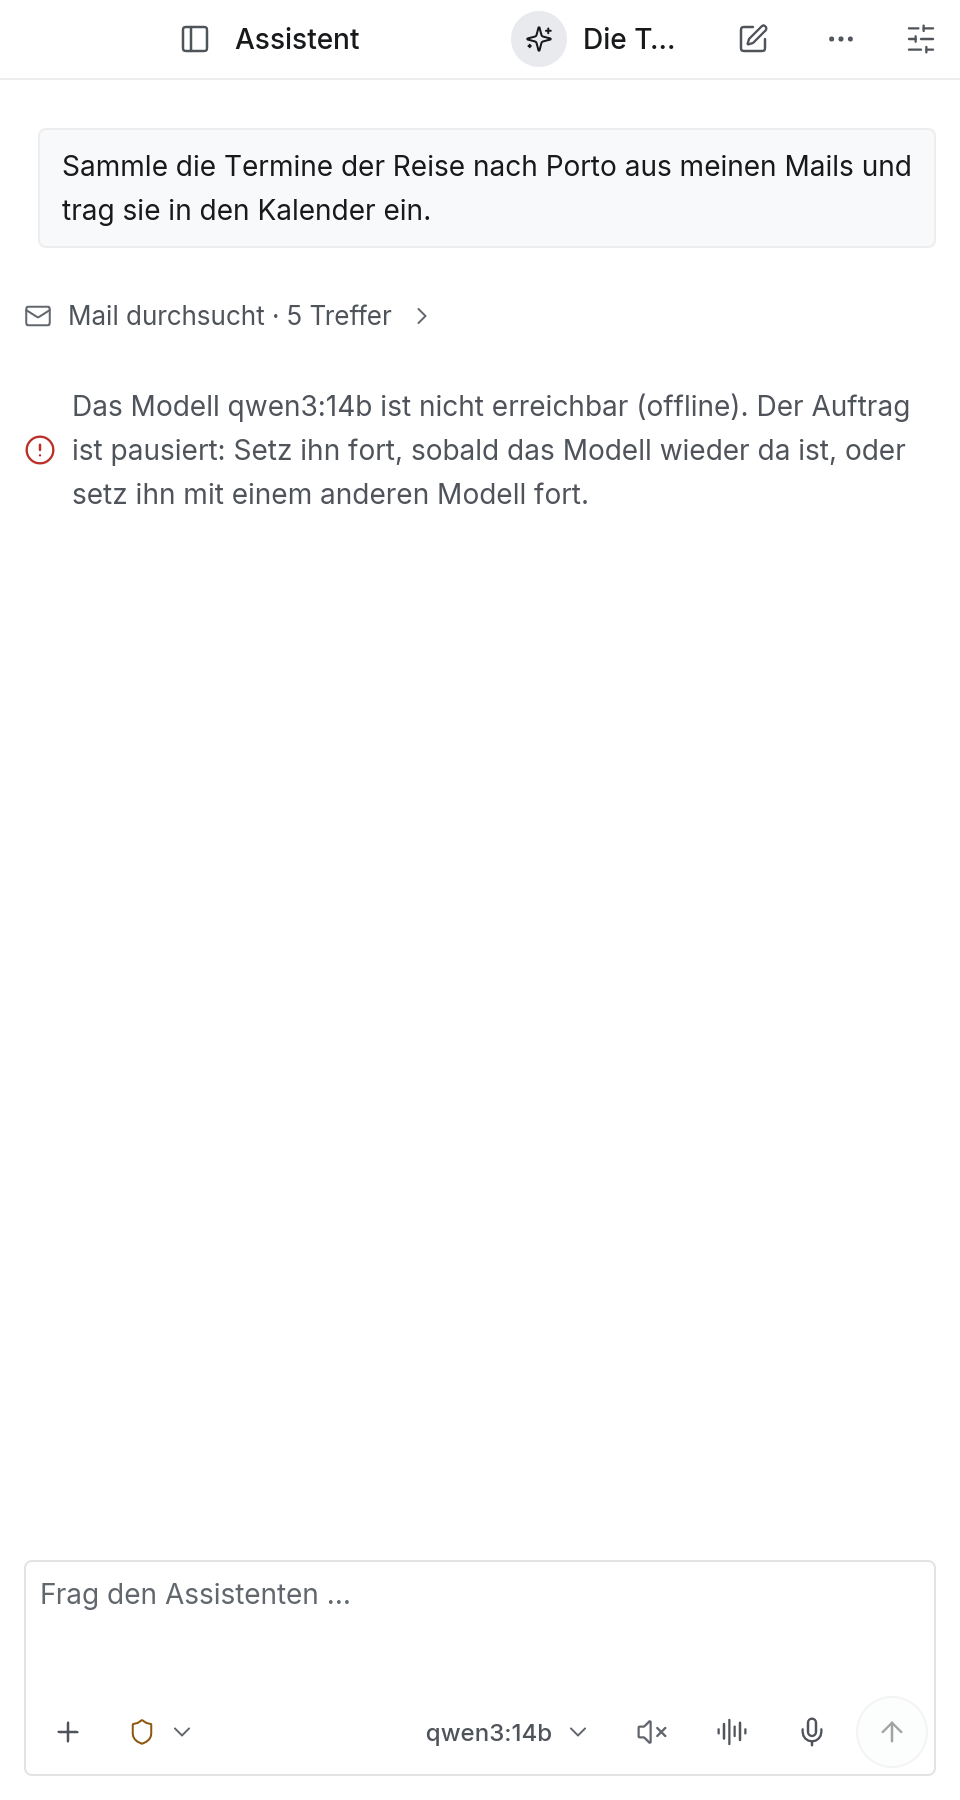 Assistent
Die T...
Sammle die Termine der Reise nach Porto aus meinen Mails und
trag sie in den Kalender ein.
Mail durchsucht · 5 Treffer
Das Modell qwen3:14b ist nicht erreichbar (offline). Der Auftrag
ist pausiert: Setz ihn fort, sobald das Modell wieder da ist, oder
setz ihn mit einem anderen Modell fort.
Frag den Assistenten ...
qwen3:14b